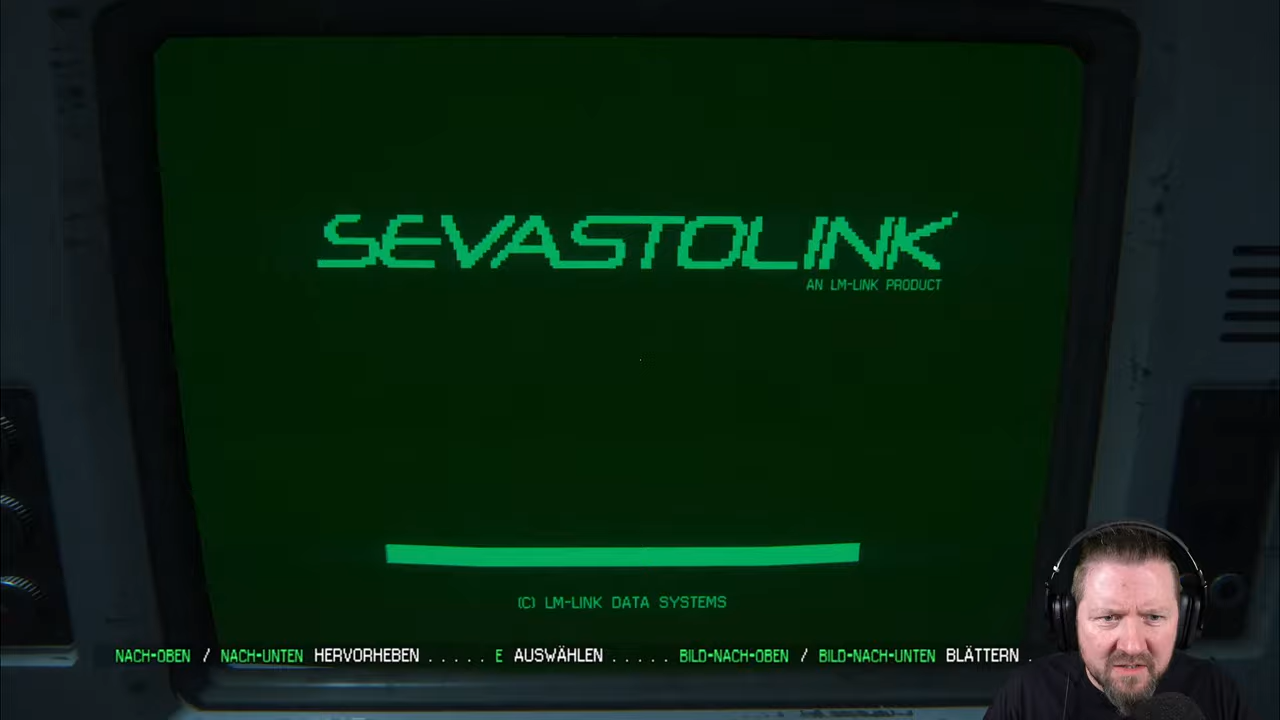 SEVASTOLINK
AN LM-LINK PRODUCT
(C) LM-LINK DATA SYSTEMS
NACH-OBEN / NACH-UNTEN HERVORHEBEN ..... E AUSWÄHLEN ..... BILD-NACH-OBEN / BILD-NACH-UNTEN BLÄTTERN .